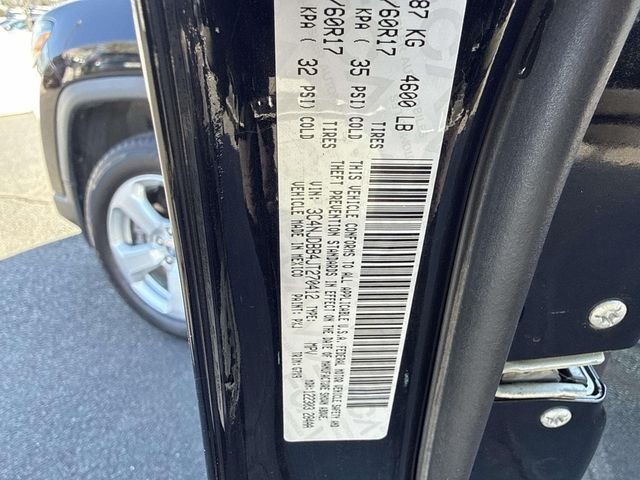 87 KG 4600 LB
/60R17 TIRES
KPA ( 35 PSI) COLD
/60R17 TIRES
KPA ( 32 PSI) COLD
THIS VEHICLE CONFORMS TO ALL APPLICABLE U.S.A. FEDERAL MOTOR VEHICLE SAFETY AND
THEFT PREVENTION STANDARDS IN EFFECT ON THE DATE OF MANUFACTURE SHOWN ABOVE.
VIN: 3C4NJDBB4JT270412 TYPE: MPV
VEHICLE MADE IN MEXICO PAINT: TRIM: